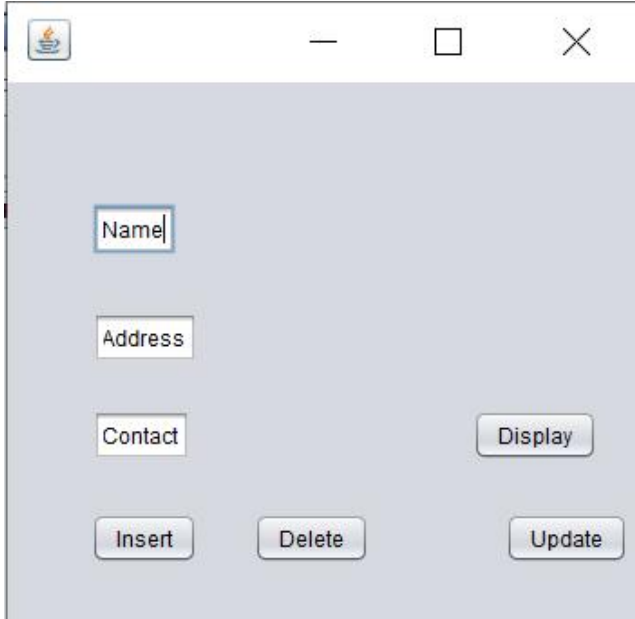 Name
Address
Contact
Display
Insert Delete Update